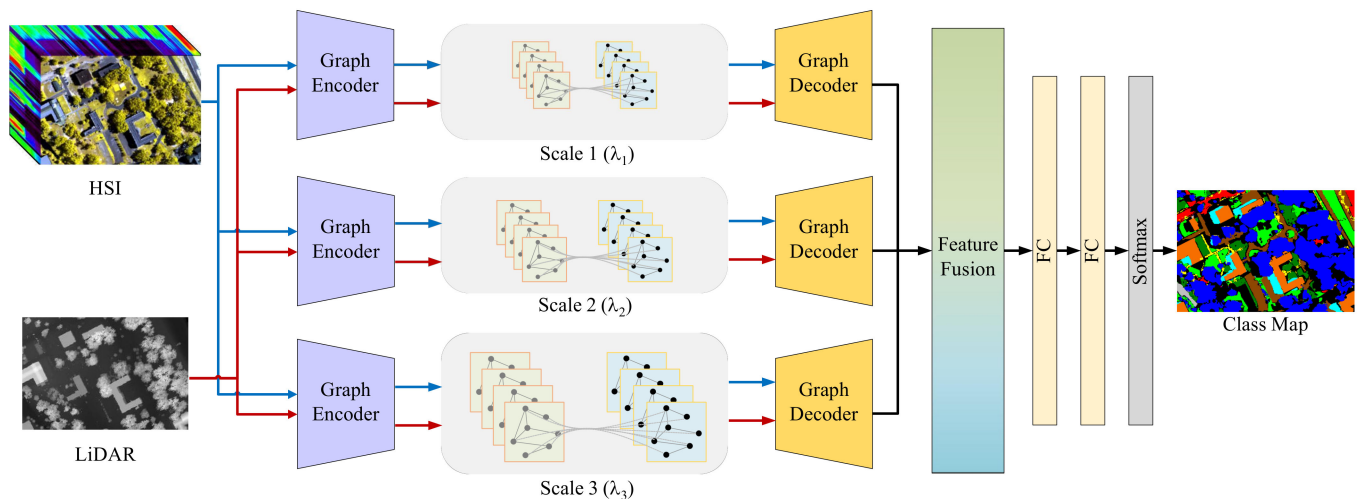 HSI
LiDAR
Graph
Encoder
Scale 1 (λ₁)
Graph
Decoder
Graph
Encoder
Scale 2 (λ₂)
Graph
Decoder
Graph
Encoder
Scale 3 (λ₃)
Graph
Decoder
Feature
Fusion
FC
FC
Softmax
Class Map